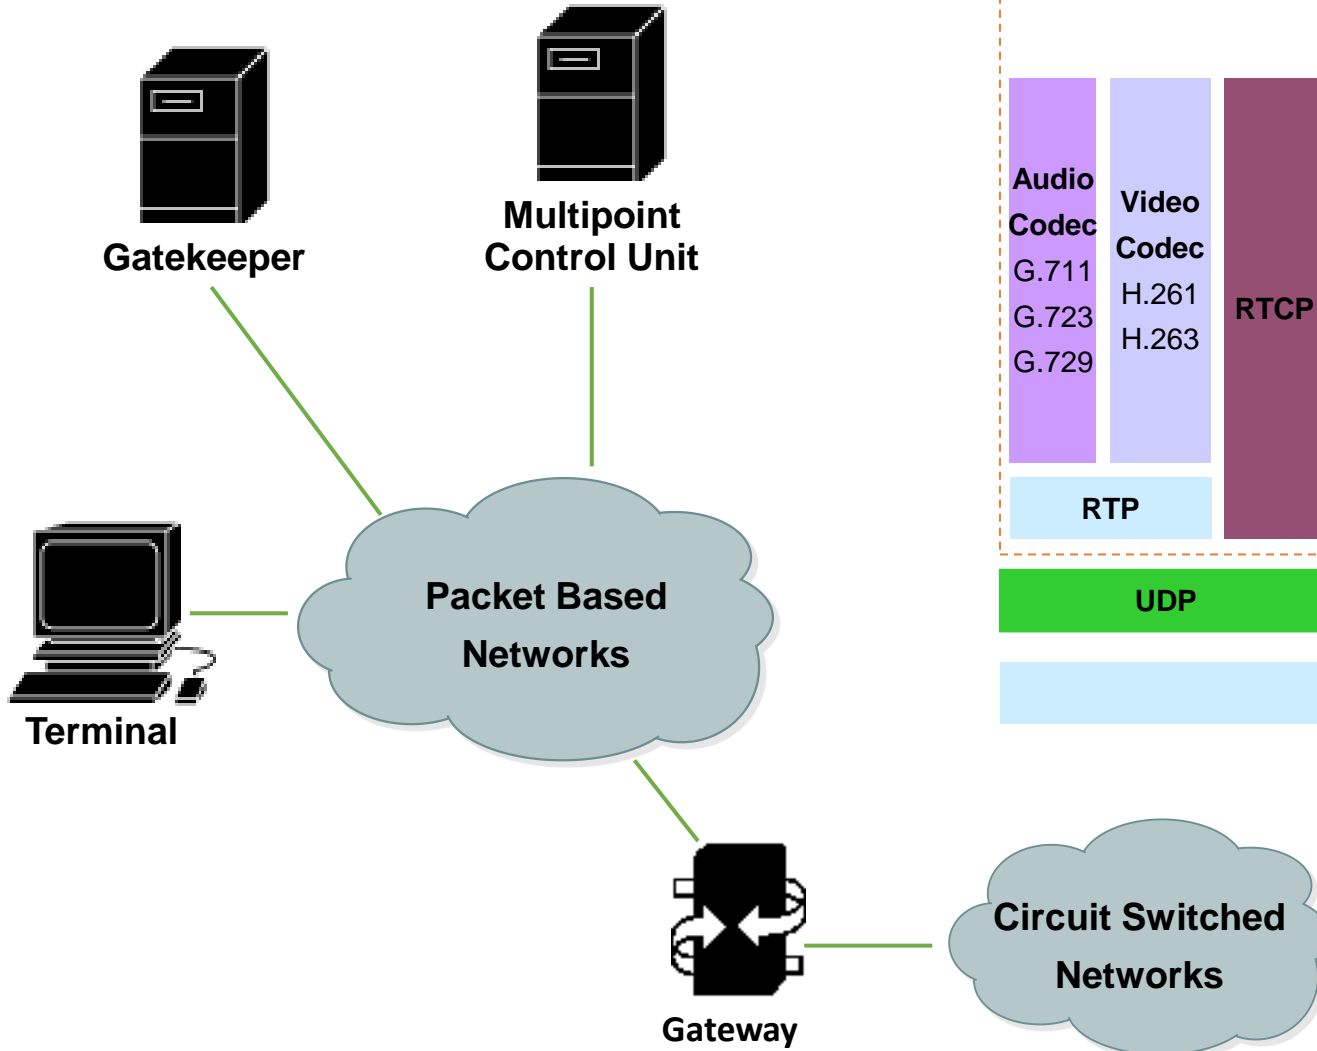 Gatekeeper
Multipoint
Control Unit
Audio
Codec
G.711
G.723
G.729
Video
Codec
H.261
H.263
RTCP
RTP
UDP
Packet Based
Networks
Terminal
Gateway
Circuit Switched
Networks